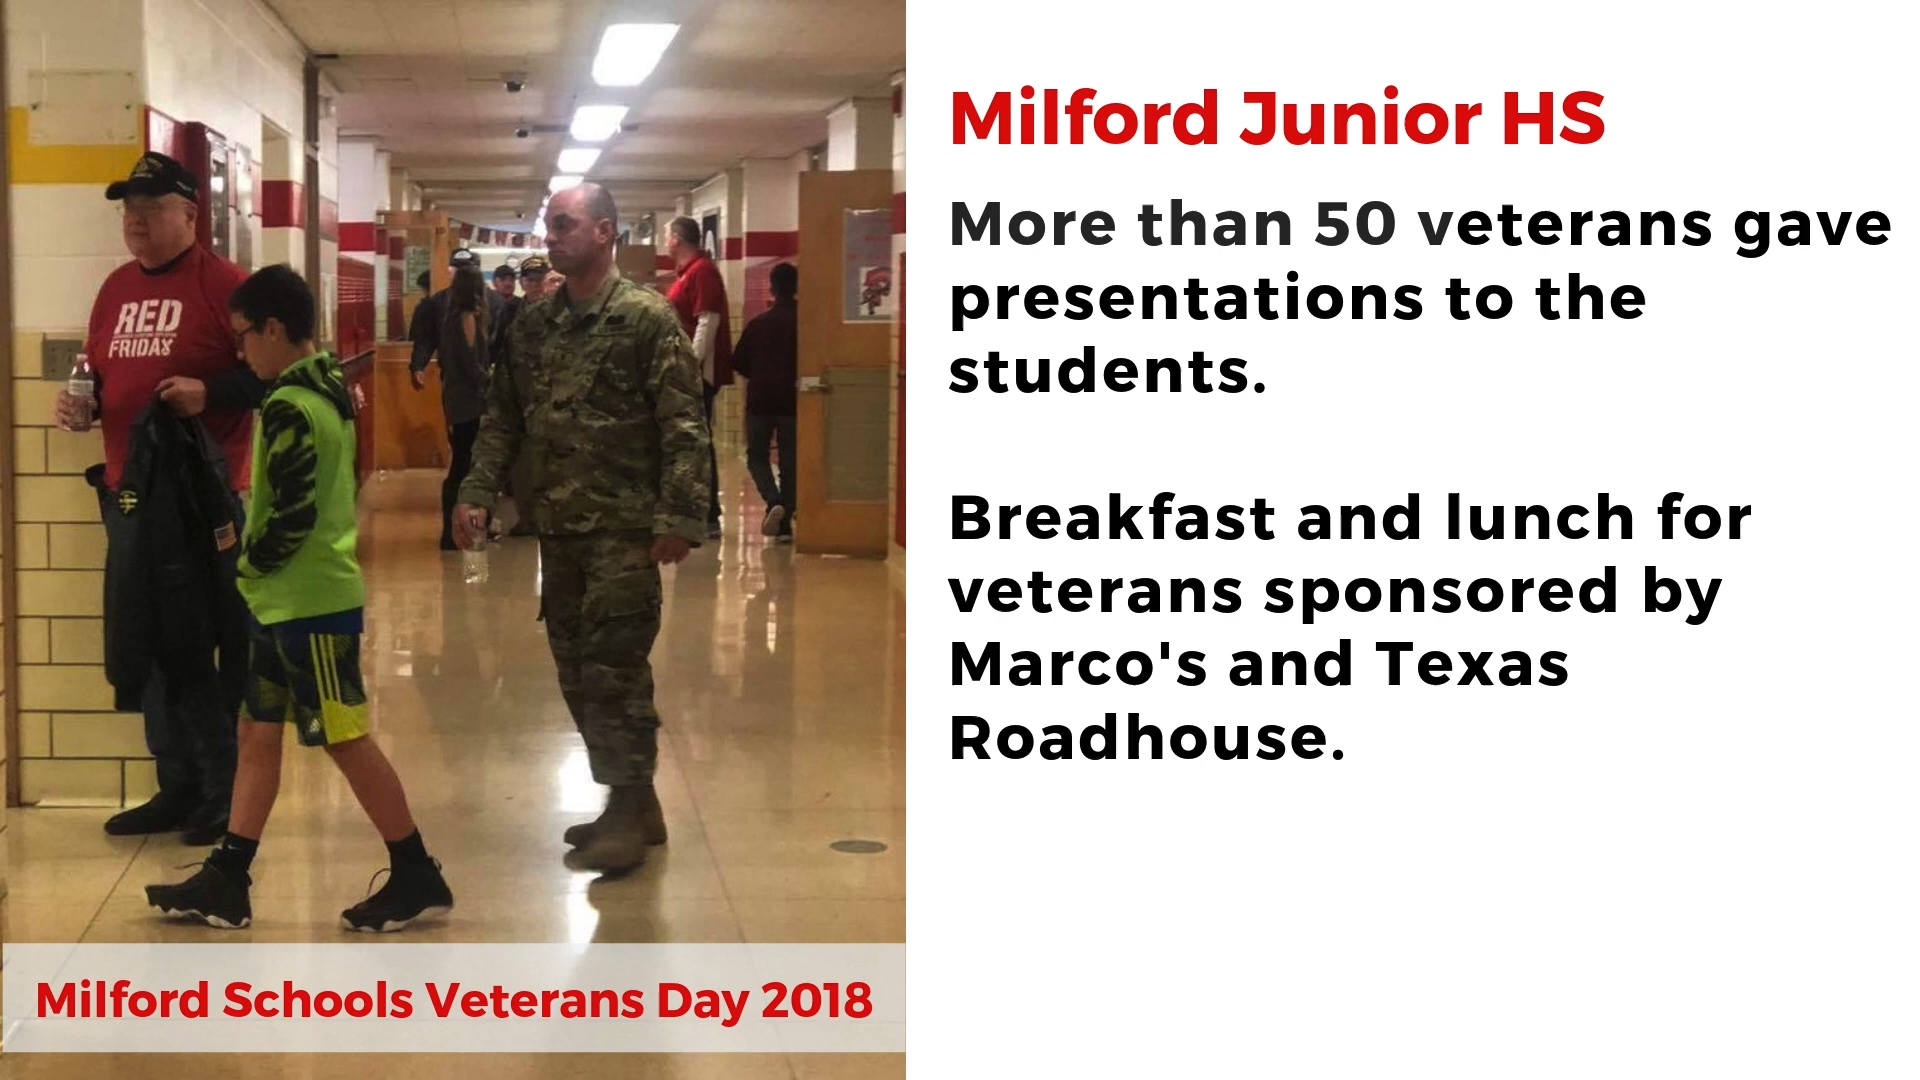 Milford Junior HS
More than 50 veterans gave
presentations to the
students.
Breakfast and lunch for
veterans sponsored by
Marco's and Texas
Roadhouse.
RED
FRIDAY
Milford Schools Veterans Day 2018